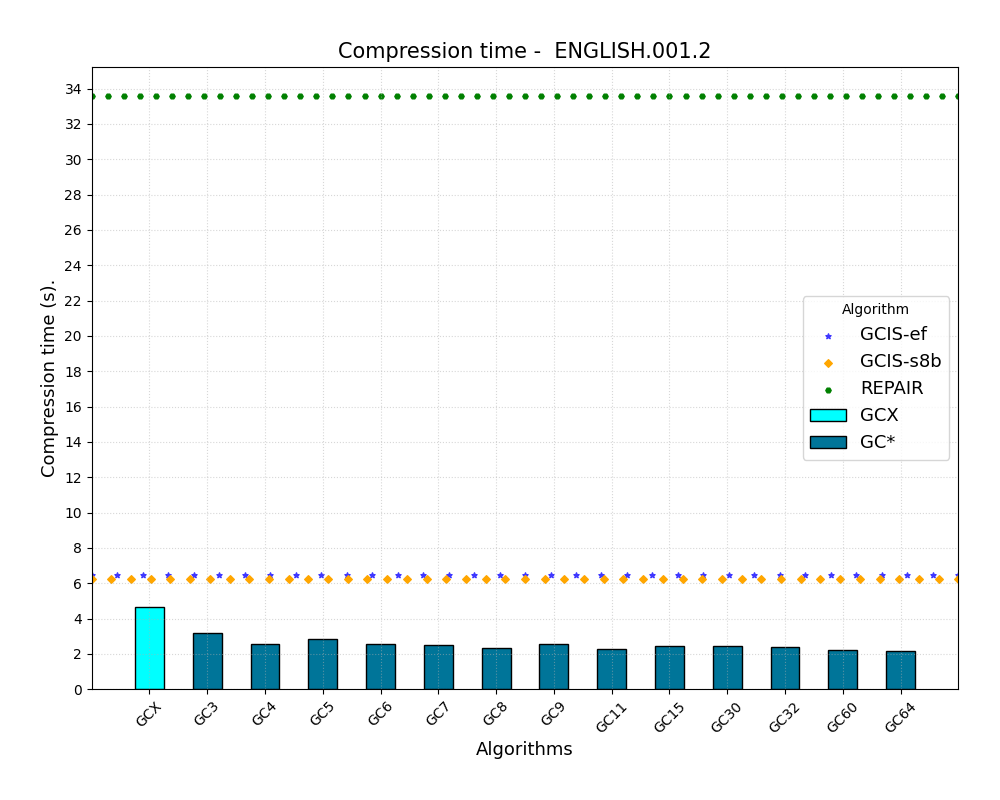 Compression time -  ENGLISH.001.2
Compression time (s).
34
32
30
28
26
24
22
20
18
16
14
12
10
8
6
4
2
0
Algorithm
GCIS-ef
GCIS-s8b
REPAIR
GCX
GC*
GCX GC3 GC4 GC5 GC6 GC7 GC8 GC9 GC11 GC15 GC30 GC32 GC60 GC64
Algorithms